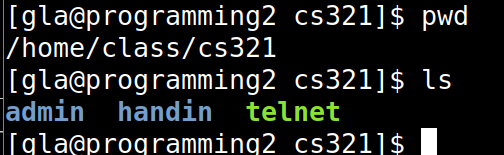 [gla@programming2 cs321]$ pwd
/home/class/cs321
[gla@programming2 cs321]$ ls
admin  handin  telnet
[gla@programming2 cs321]$